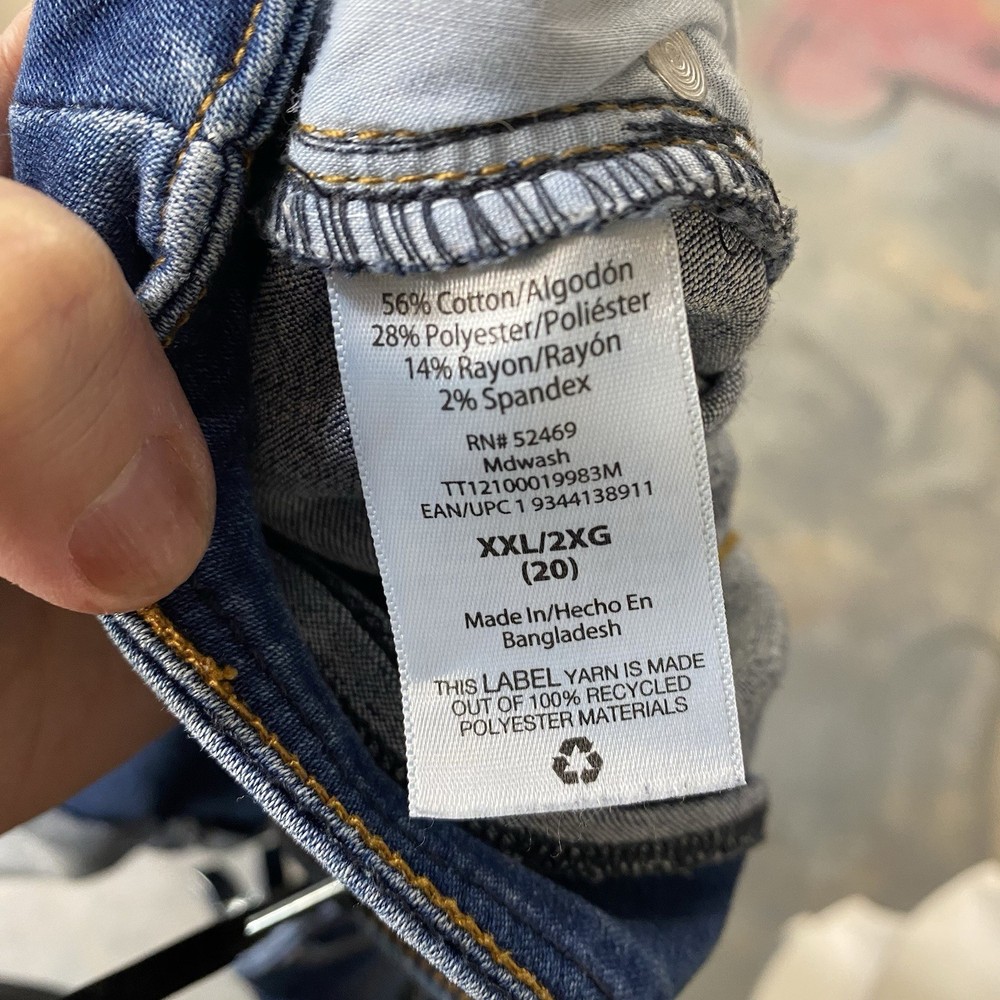 56% Cotton/Algodón
28% Polyester/Poliéster
14% Rayon/Rayón
2% Spandex
RN# 52469
Mdwash
TT12100019983M
EAN/UPC 1 9344138911
XXL/2XG
(20)
Made In/Hecho En
Bangladesh
THIS LABEL YARN IS MADE
OUT OF 100% RECYCLED
POLYESTER MATERIALS